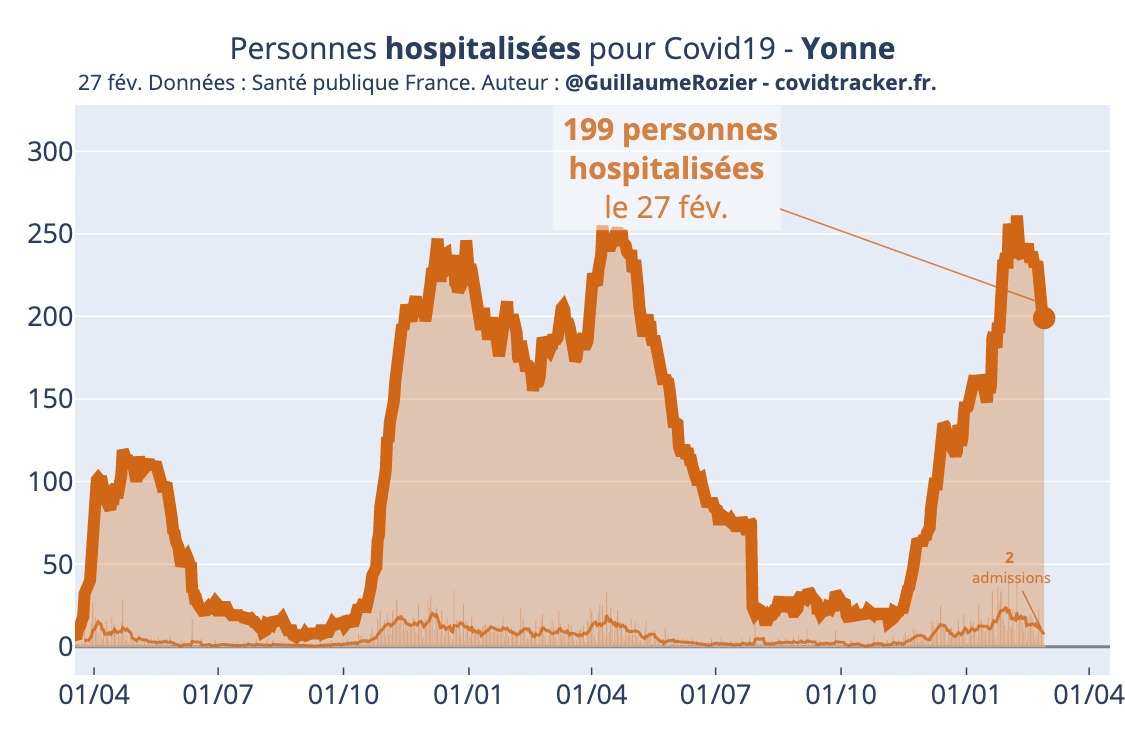 Personnes hospitalisées pour Covid19 - Yonne
27 fév. Données : Santé publique France. Auteur : @GuillaumeRozier - covidtracker.fr.
199 personnes
hospitalisées
le 27 fév.
300
250
200
150
100
50
0
2
admissions
01/04
01/07
01/10
01/01
01/04
01/07
01/10
01/01
01/04